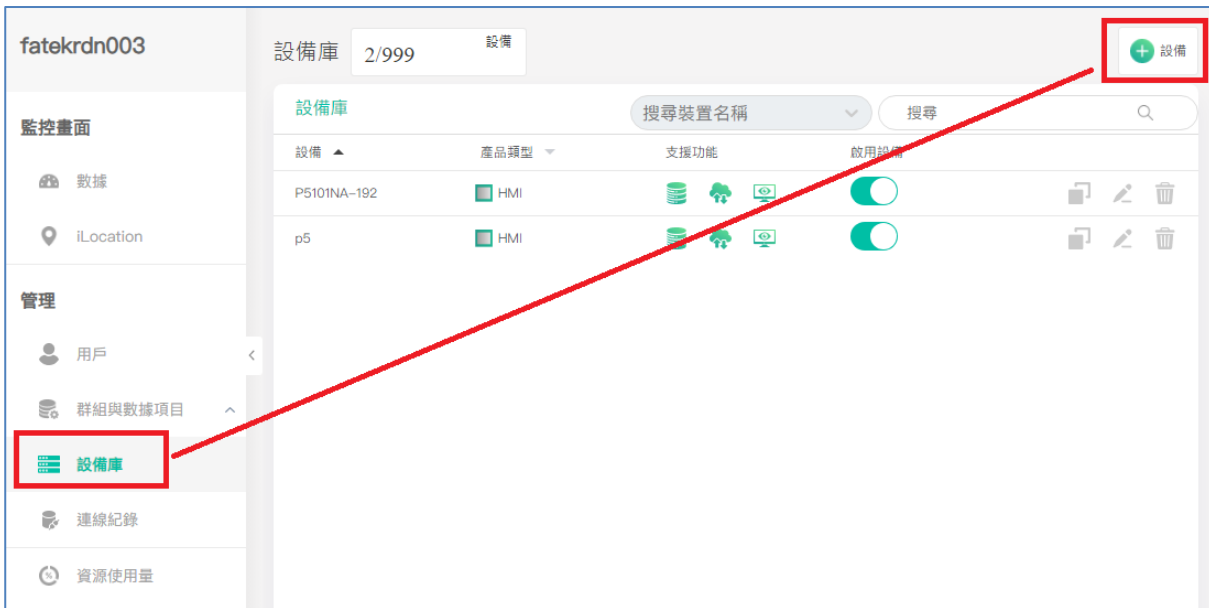 fatekrdn003
監控畫面
數據
iLocation
管理
用戶
群組與數據項目
設備庫
連線紀錄
資源使用量
設備庫 2/999 設備
設備
設備庫 搜尋裝置名稱 搜尋
設備 產品類型 支援功能 啟用設備
P5101NA-192 HMI
p5 HMI